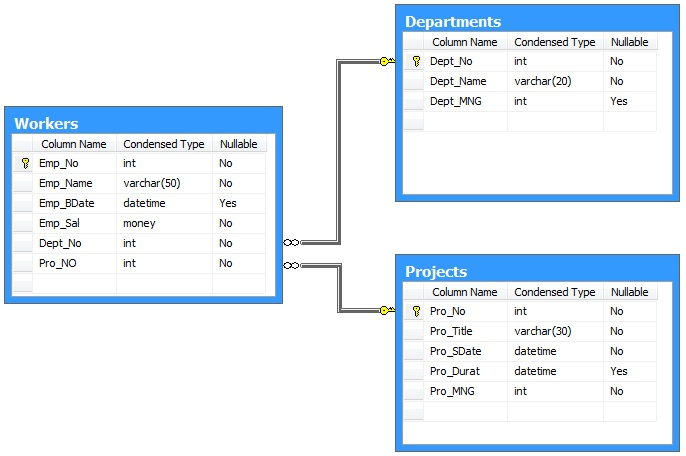 Departments
Column Name Condensed Type Nullable
Dept_No int No
Dept_Name varchar(20) No
Dept_MNG int Yes
Workers
Column Name Condensed Type Nullable
Emp_No int No
Emp_Name varchar(50) No
Emp_BDate datetime Yes
Emp_Sal money No
Dept_No int No
Pro_NO int No
Projects
Column Name Condensed Type Nullable
Pro_No int No
Pro_Title varchar(30) No
Pro_SDate datetime No
Pro_Durat datetime Yes
Pro_MNG int No